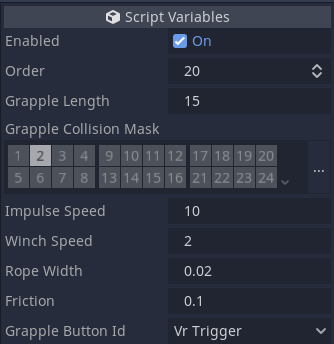 Script Variables
Enabled On
Order 20
Grapple Length 15
Grapple Collision Mask
1 2 3 4 9 10 11 12 17 18 19 20
5 6 7 8 13 14 15 16 21 22 23 24 ...
Impulse Speed 10
Winch Speed 2
Rope Width 0.02
Friction 0.1
Grapple Button Id Vr Trigger